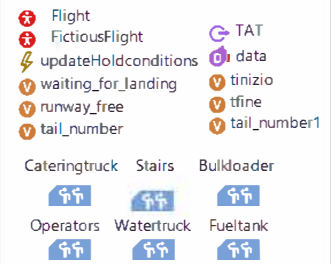 Flight
FictiousFlight
updateHoldconditions
waiting_for_landing
runway_free
tail_number
TAT
data
tinizio
tfine
tail_number1
Cateringtruck Stairs Bulkloader
Operators Watertruck Fueltank